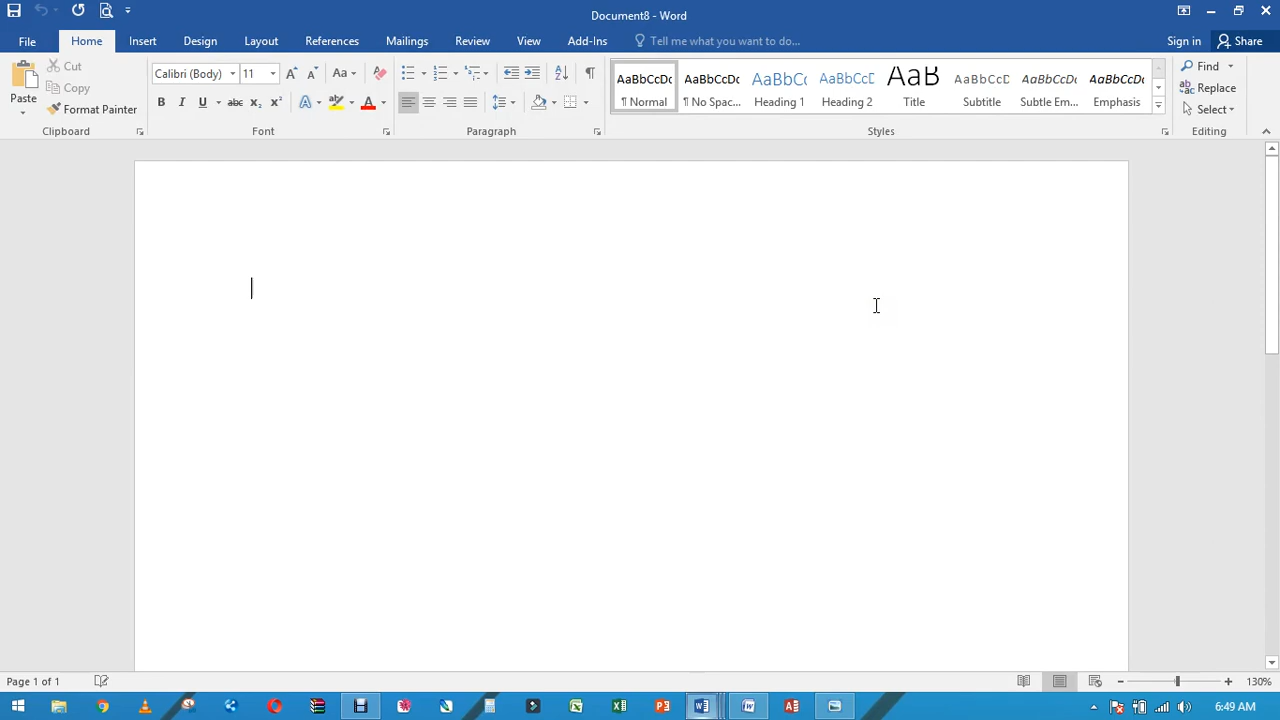 Document8 - Word
File Home Insert Design Layout References Mailings Review View Add-Ins Tell me what you want to do... Sign in Share
Paste
Cut
Copy
Format Painter
Clipboard
Calibri (Body) 11
Font
Paragraph
AaBbCcDc AaBbCcDc AaBbCc AaBbCcD AaB AaBbCcD AaBbCcDc AaBbCcDc
¶ Normal ¶ No Spac... Heading 1 Heading 2 Title Subtitle Subtle Em... Emphasis
Styles
Find
Replace
Select
Editing
Page 1 of 1
130%
6:49 AM